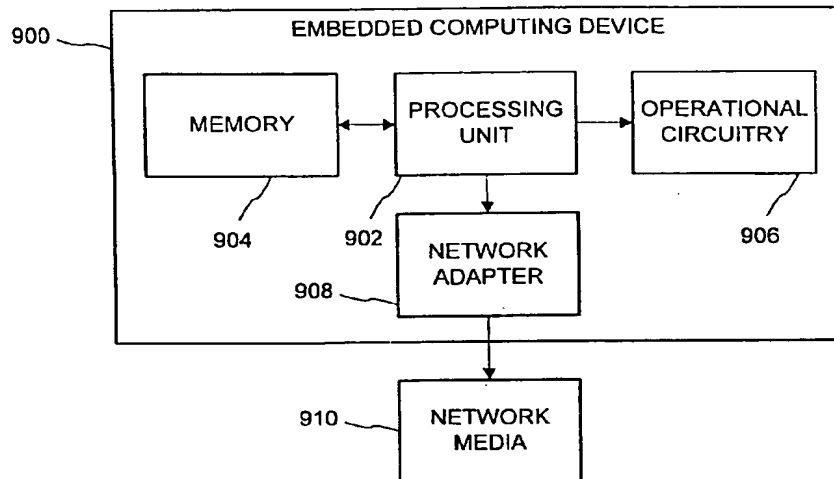 900
EMBEDDED COMPUTING DEVICE
MEMORY
PROCESSING
UNIT
OPERATIONAL
CIRCUITRY
904
902
906
NETWORK
ADAPTER
908
NETWORK
MEDIA
910